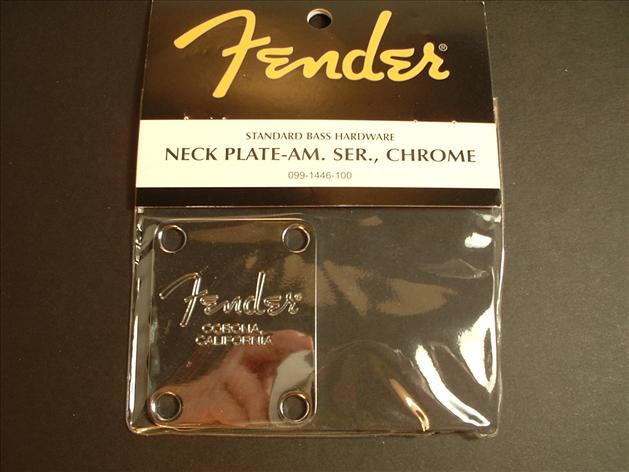 Fender®
STANDARD BASS HARDWARE
NECK PLATE-AM. SER., CHROME
099-1446-100
Fender®
CORONA,
CALIFORNIA